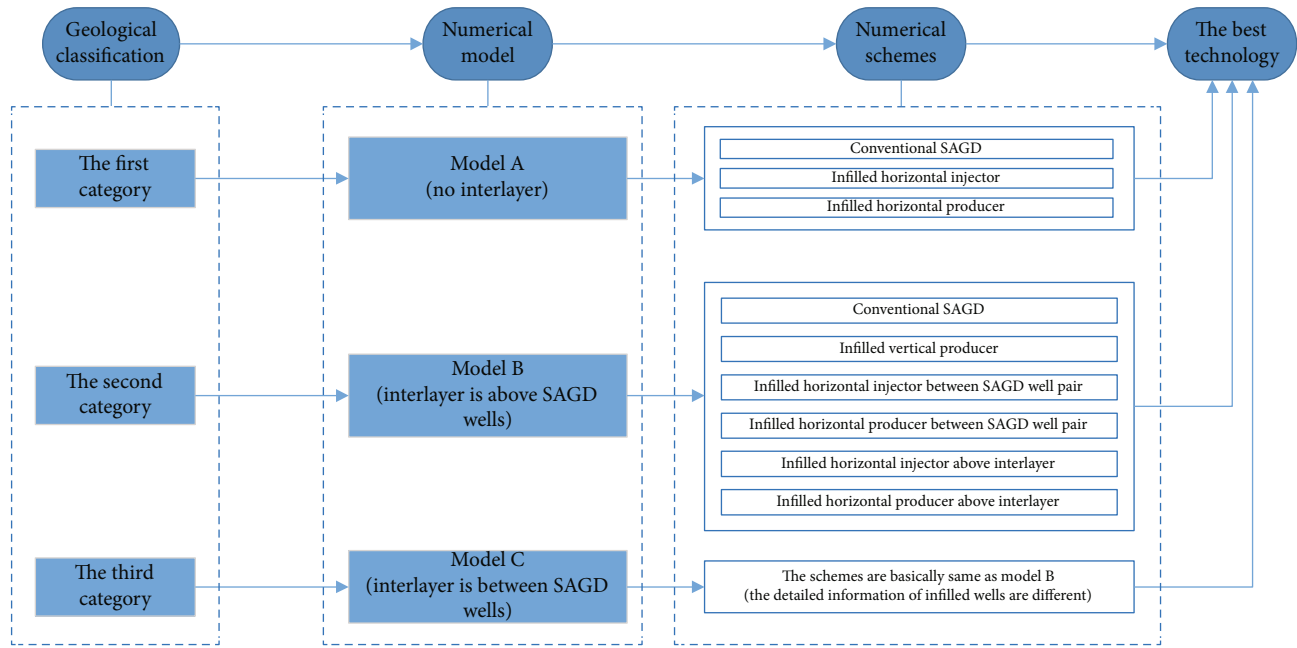 Geological
classification
Numerical
model
Numerical
schemes
The best
technology
The first
category
Model A
(no interlayer)
Conventional SAGD
Infilled horizontal injector
Infilled horizontal producer
The second
category
Model B
(interlayer is above SAGD
wells)
Conventional SAGD
Infilled vertical producer
Infilled horizontal injector between SAGD well pair
Infilled horizontal producer between SAGD well pair
Infilled horizontal injector above interlayer
Infilled horizontal producer above interlayer
The third
category
Model C
(interlayer is between SAGD
wells)
The schemes are basically same as model B
(the detailed information of infilled wells are different)